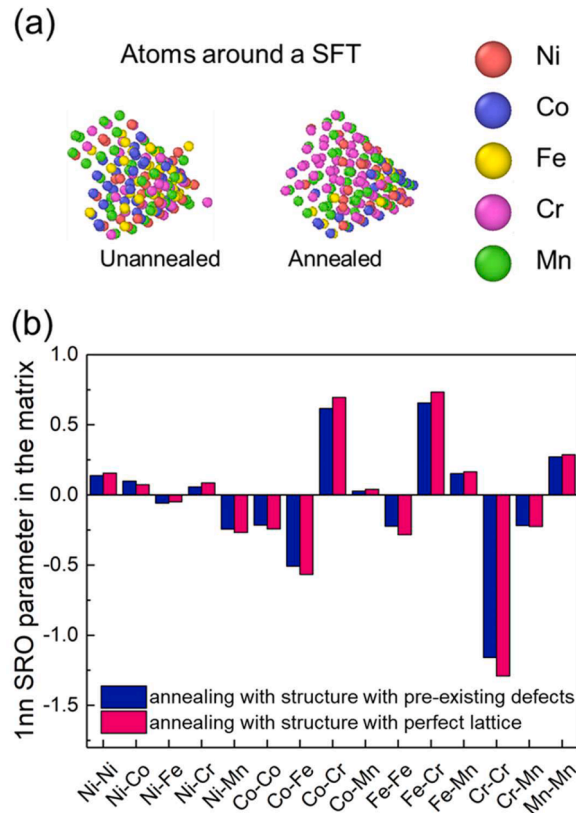 (a)
Atoms around a SFT
Unannealed
Annealed
Ni
Co
Fe
Cr
Mn
(b)
1nn SRO parameter in the matrix
1.0
0.5
0.0
-0.5
-1.0
-1.5
annealing with structure with pre-existing defects
annealing with structure with perfect lattice
Ni-Ni
Ni-Co
Ni-Fe
Ni-Cr
Ni-Mn
Co-Co
Co-Fe
Co-Cr
Co-Mn
Fe-Fe
Fe-Cr
Fe-Mn
Cr-Cr
Cr-Mn
Mn-Mn